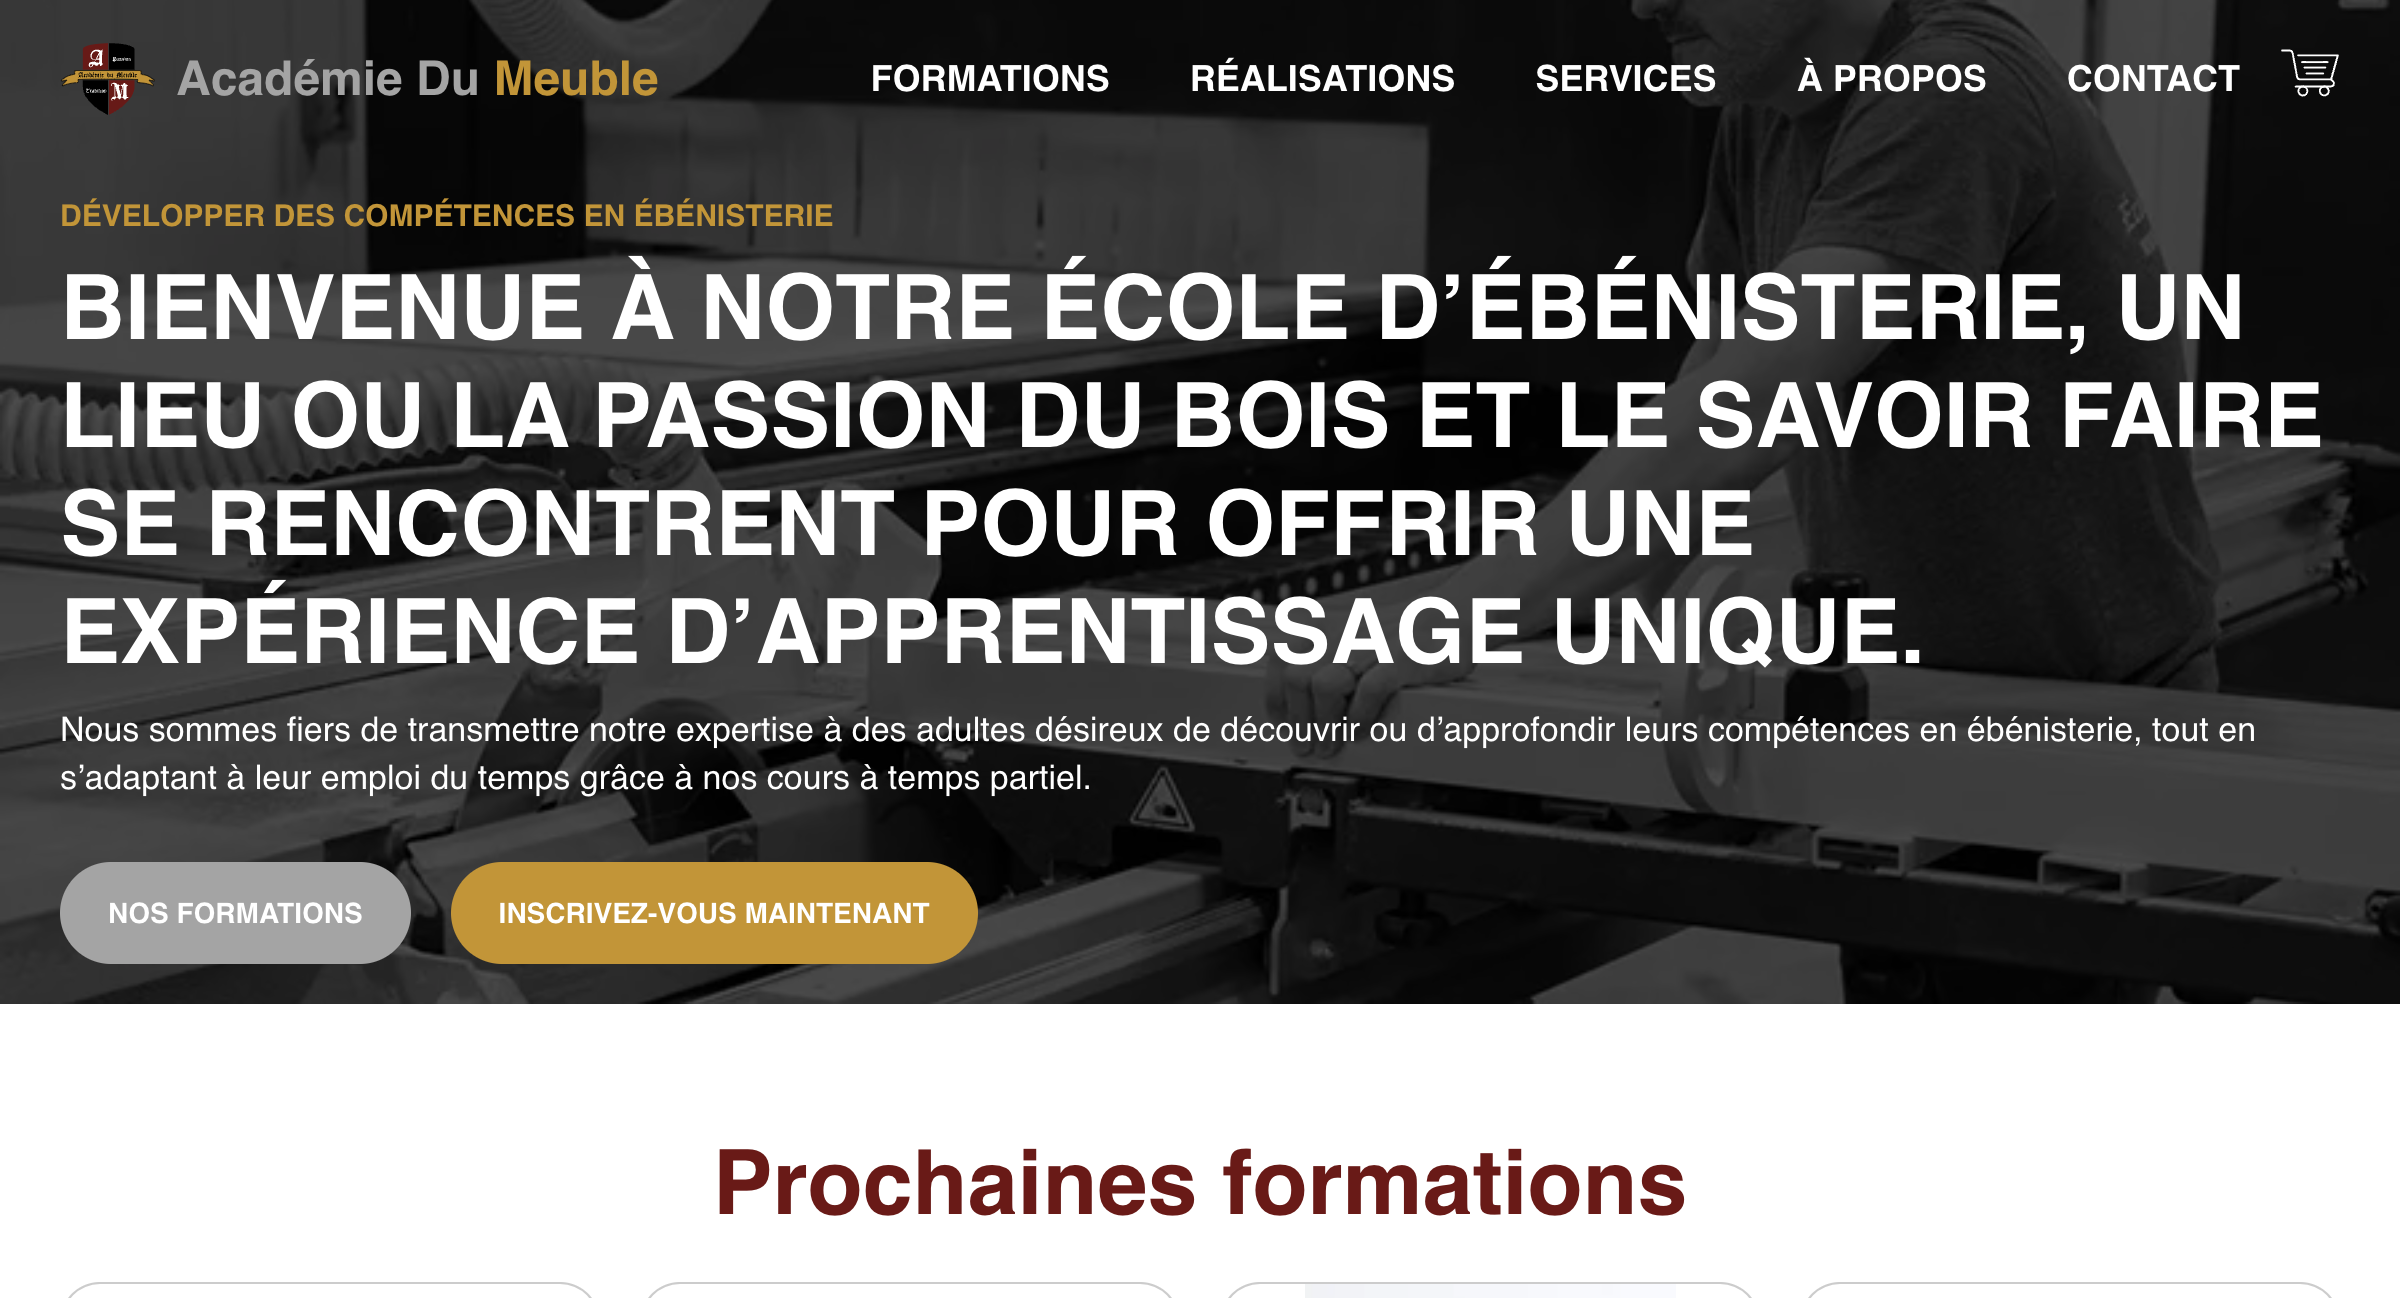 Académie Du Meuble
FORMATIONS
RÉALISATIONS
SERVICES
À PROPOS
CONTACT
DÉVELOPPER DES COMPÉTENCES EN ÉBÉNISTERIE
BIENVENUE À NOTRE ÉCOLE D’ÉBÉNISTERIE, UN
LIEU OU LA PASSION DU BOIS ET LE SAVOIR FAIRE
SE RENCONTRENT POUR OFFRIR UNE
EXPÉRIENCE D’APPRENTISSAGE UNIQUE.
Nous sommes fiers de transmettre notre expertise à des adultes désireux de découvrir ou d’approfondir leurs compétences en ébénisterie, tout en
s’adaptant à leur emploi du temps grâce à nos cours à temps partiel.
NOS FORMATIONS
INSCRIVEZ-VOUS MAINTENANT
Prochaines formations